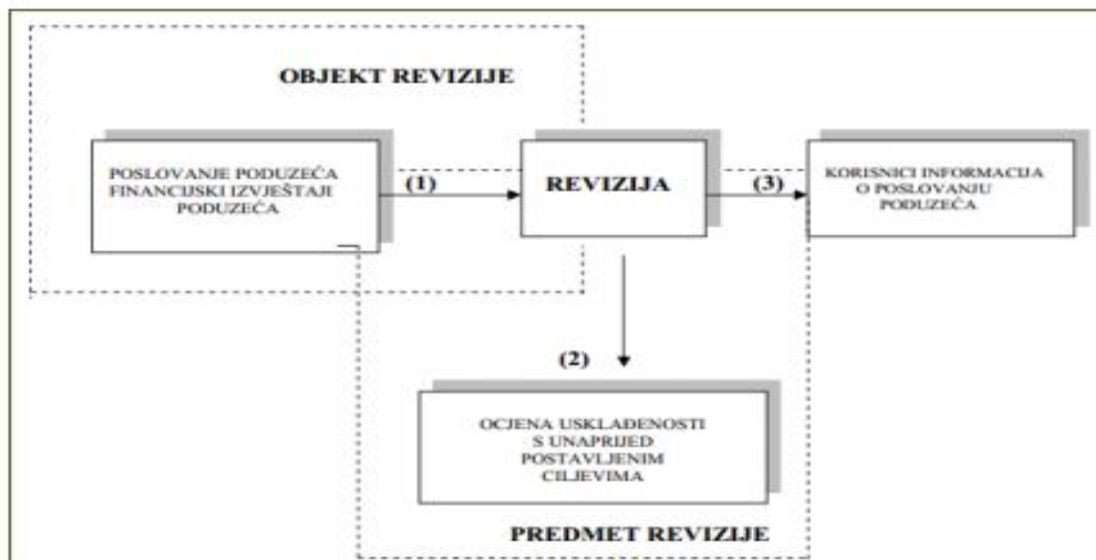 OBJEKT REVIZIJE
POSLOVANJE PODUZEĆA
FINANCIJSKI IZVJEŠTAJI
PODUZEĆA
(1)
REVIZIJA
(3)
KORISNICI INFORMACIJA
O POSLOVANJU
PODUZEĆA
(2)
OCJENA USKLAĐENOSTI
S UNAPRIJED
POSTAVLJENIM
CILJEVIMA
PREDMET REVIZIJE